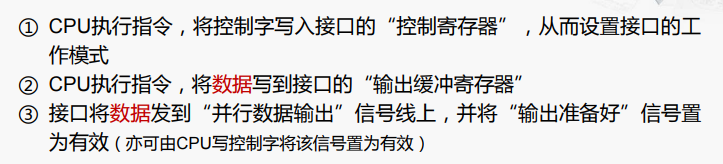 ① CPU执行指令，将控制字写入接口的“控制寄存器”，从而设置接口的工
作模式
② CPU执行指令，将数据写到接口的“输出缓冲寄存器”
③ 接口将数据发到“并行数据输出”信号线上，并将“输出准备好”信号置
为有效（亦可由CPU写控制字将该信号置为有效）